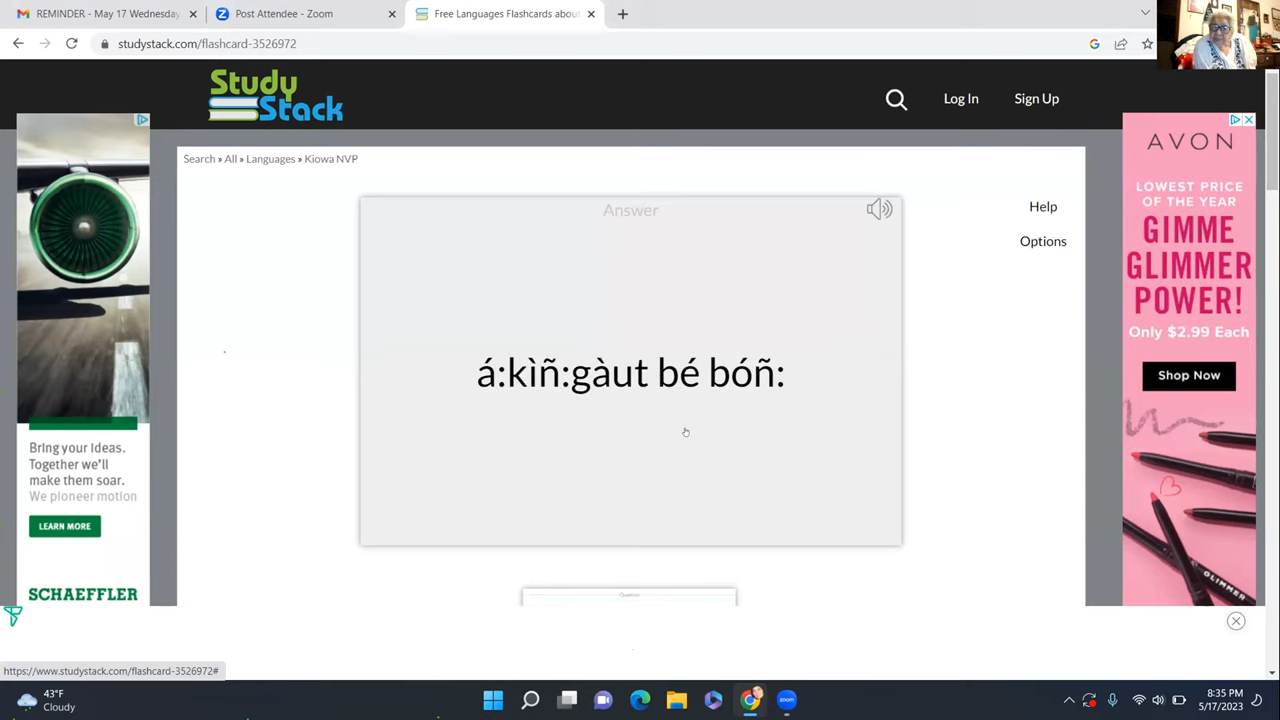 REMINDER - May 17 Wednesday
Post Attendee - Zoom
Free Languages Flashcards about
studystack.com/flashcard-3526972
Study
Stack
Log In
Sign Up
Search » All » Languages » Kiowa NVP
Answer
Help
Options
á:kìñ:gàut bé bóñ:
Question
Bring your ideas.
Together we'll
make them soar.
We pioneer motion
LEARN MORE
SCHAEFFLER
AVON
LOWEST PRICE
OF THE YEAR
GIMME
GLIMMER
POWER!
Only $2.99 Each
Shop Now
GLIMMER
https://www.studystack.com/flashcard-3526972#
43°F
Cloudy
zoom
8:35 PM
5/17/2023